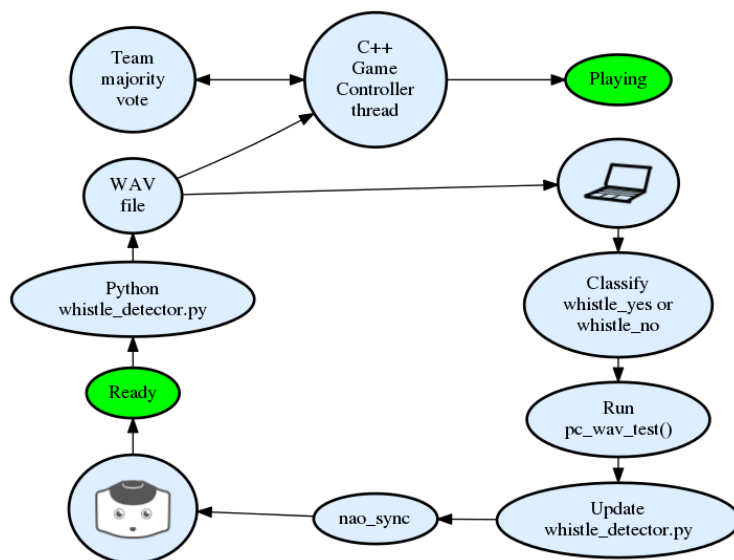 Team
majority
vote
C++
Game
Controller
thread
Playing
WAV
file
Python
whistle_detector.py
Classify
whistle_yes or
whistle_no
Ready
Run
pc_wav_test()
nao_sync
Update
whistle_detector.py